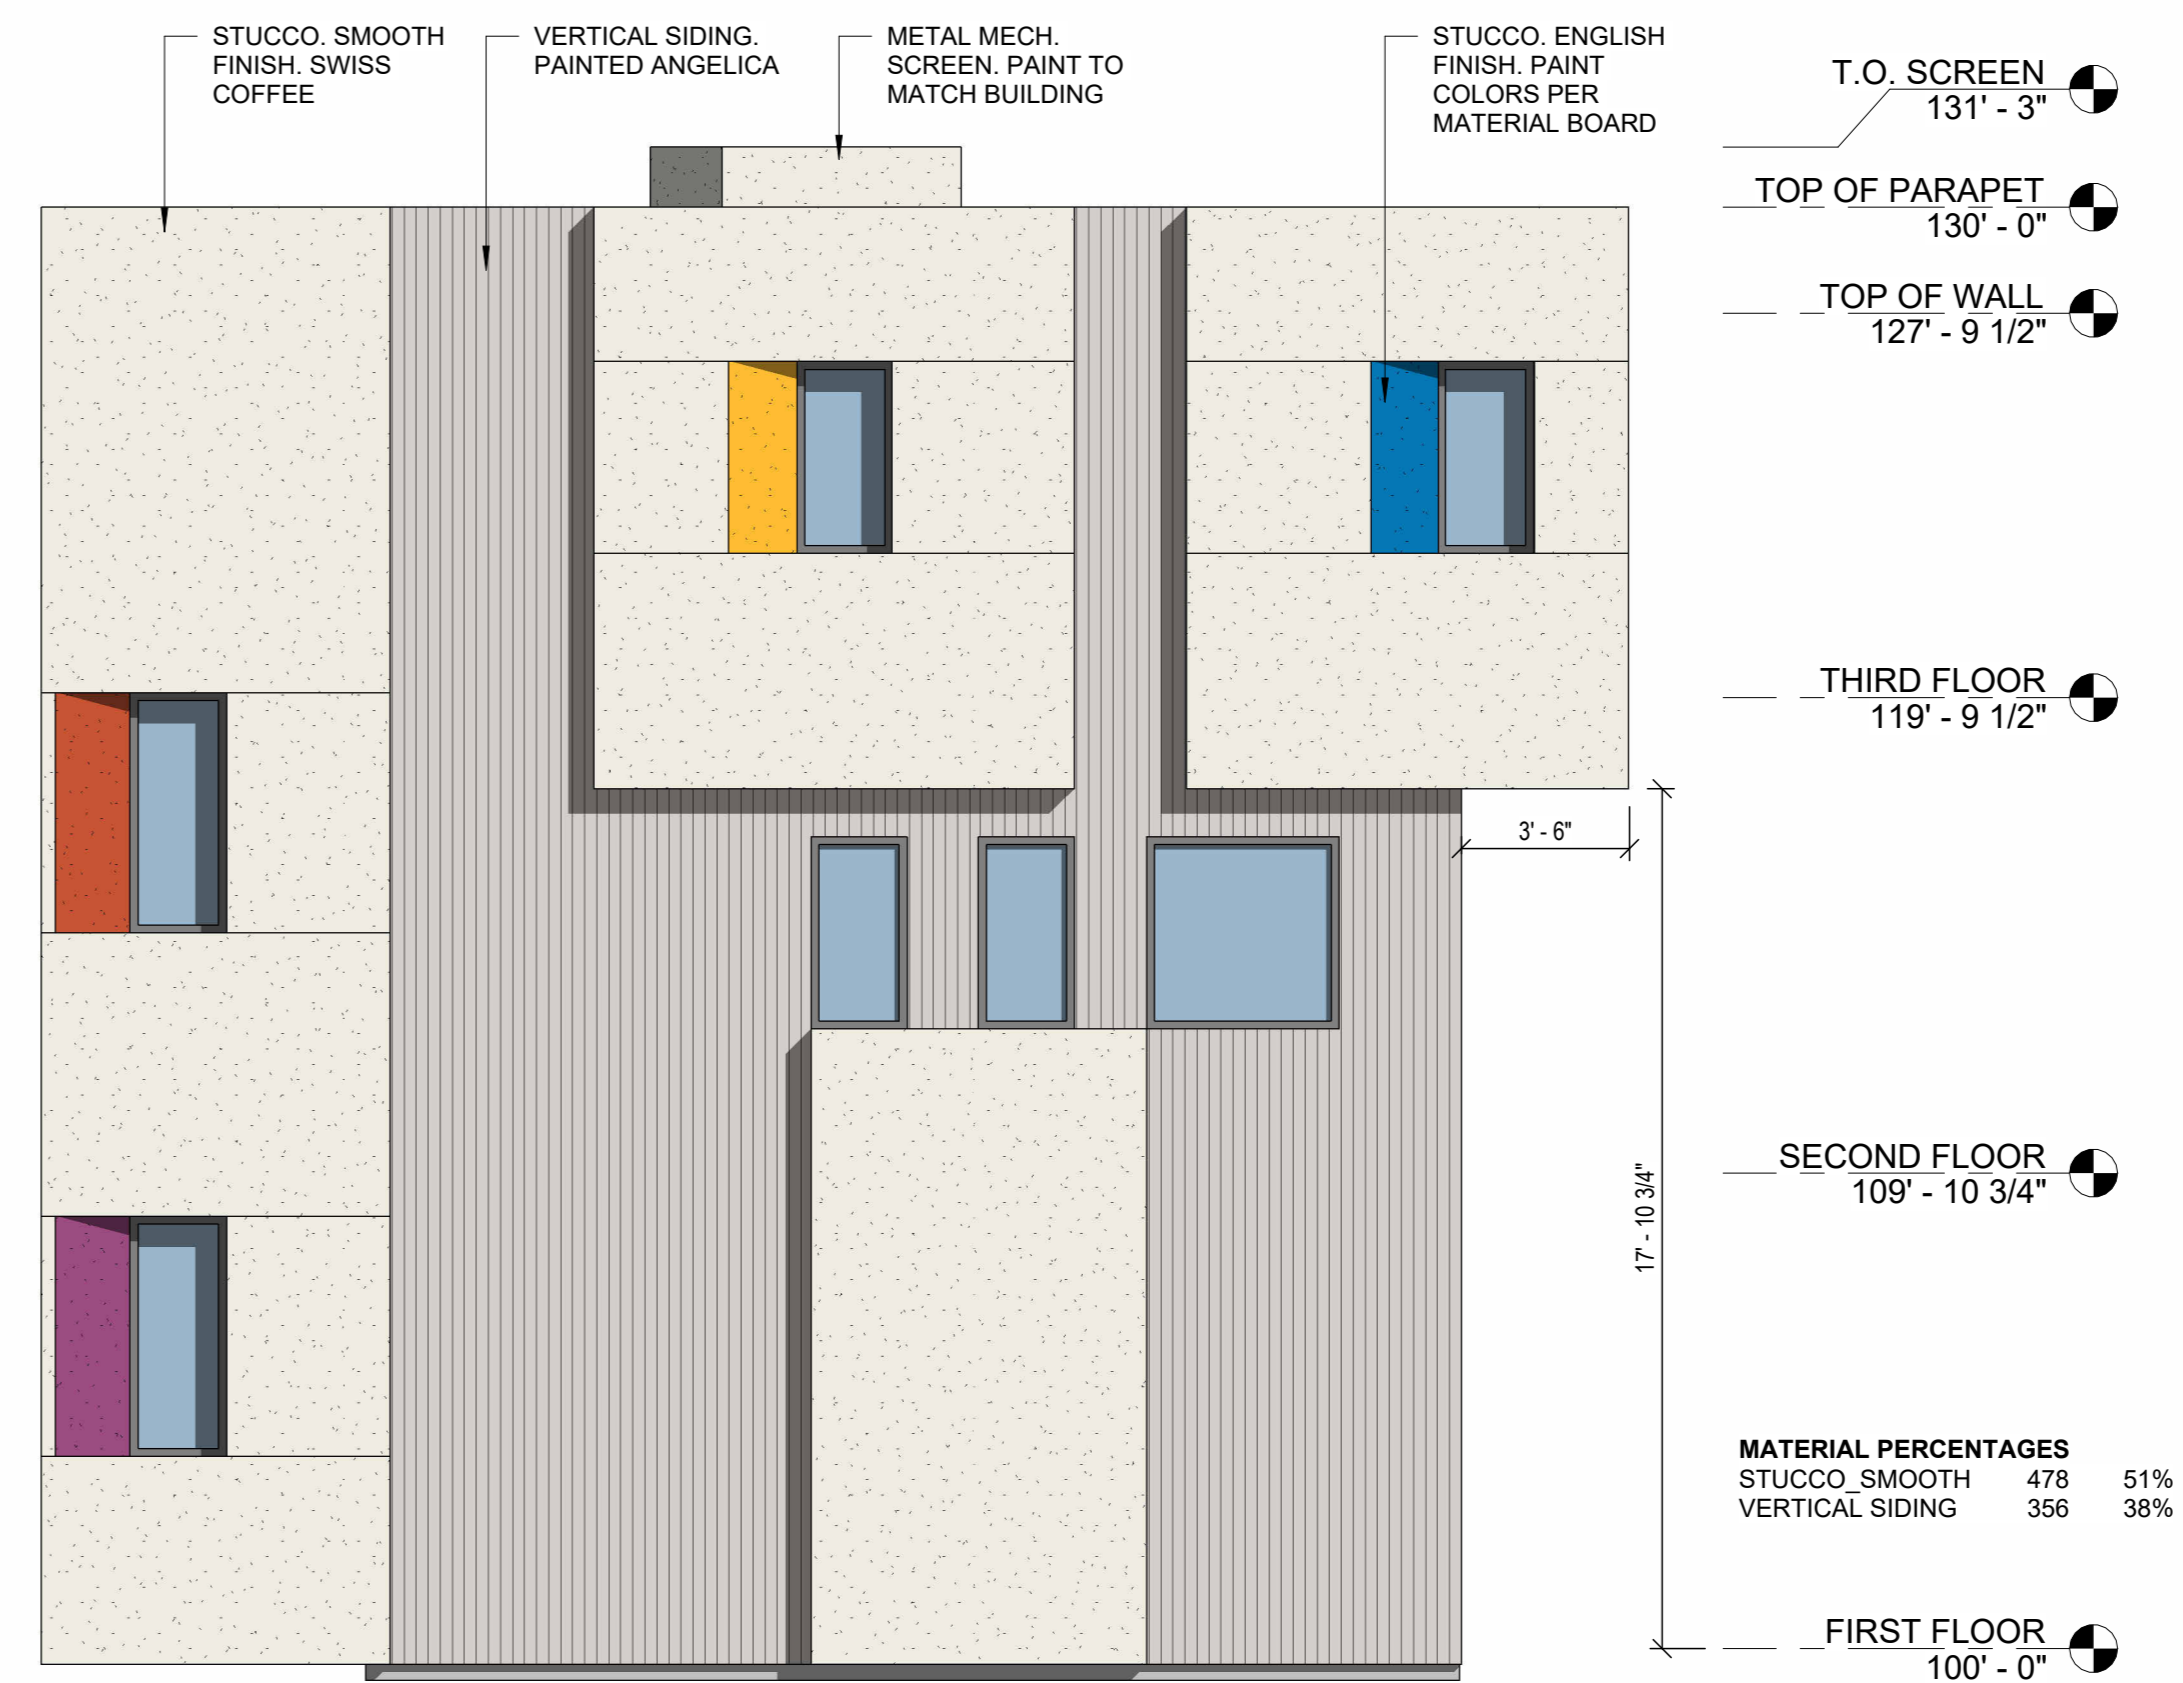 STUCCO. SMOOTH
FINISH. SWISS
COFFEE
VERTICAL SIDING.
PAINTED ANGELICA
METAL MECH.
SCREEN. PAINT TO
MATCH BUILDING
STUCCO. ENGLISH
FINISH. PAINT
COLORS PER
MATERIAL BOARD
T.O. SCREEN
131' - 3"
TOP OF PARAPET
130' - 0"
TOP OF WALL
127' - 9 1/2"
THIRD FLOOR
119' - 9 1/2"
3' - 6"
SECOND FLOOR
109' - 10 3/4"
17' - 10 3/4"
MATERIAL PERCENTAGES
STUCCO_SMOOTH 478 51%
VERTICAL SIDING 356 38%
FIRST FLOOR
100' - 0"